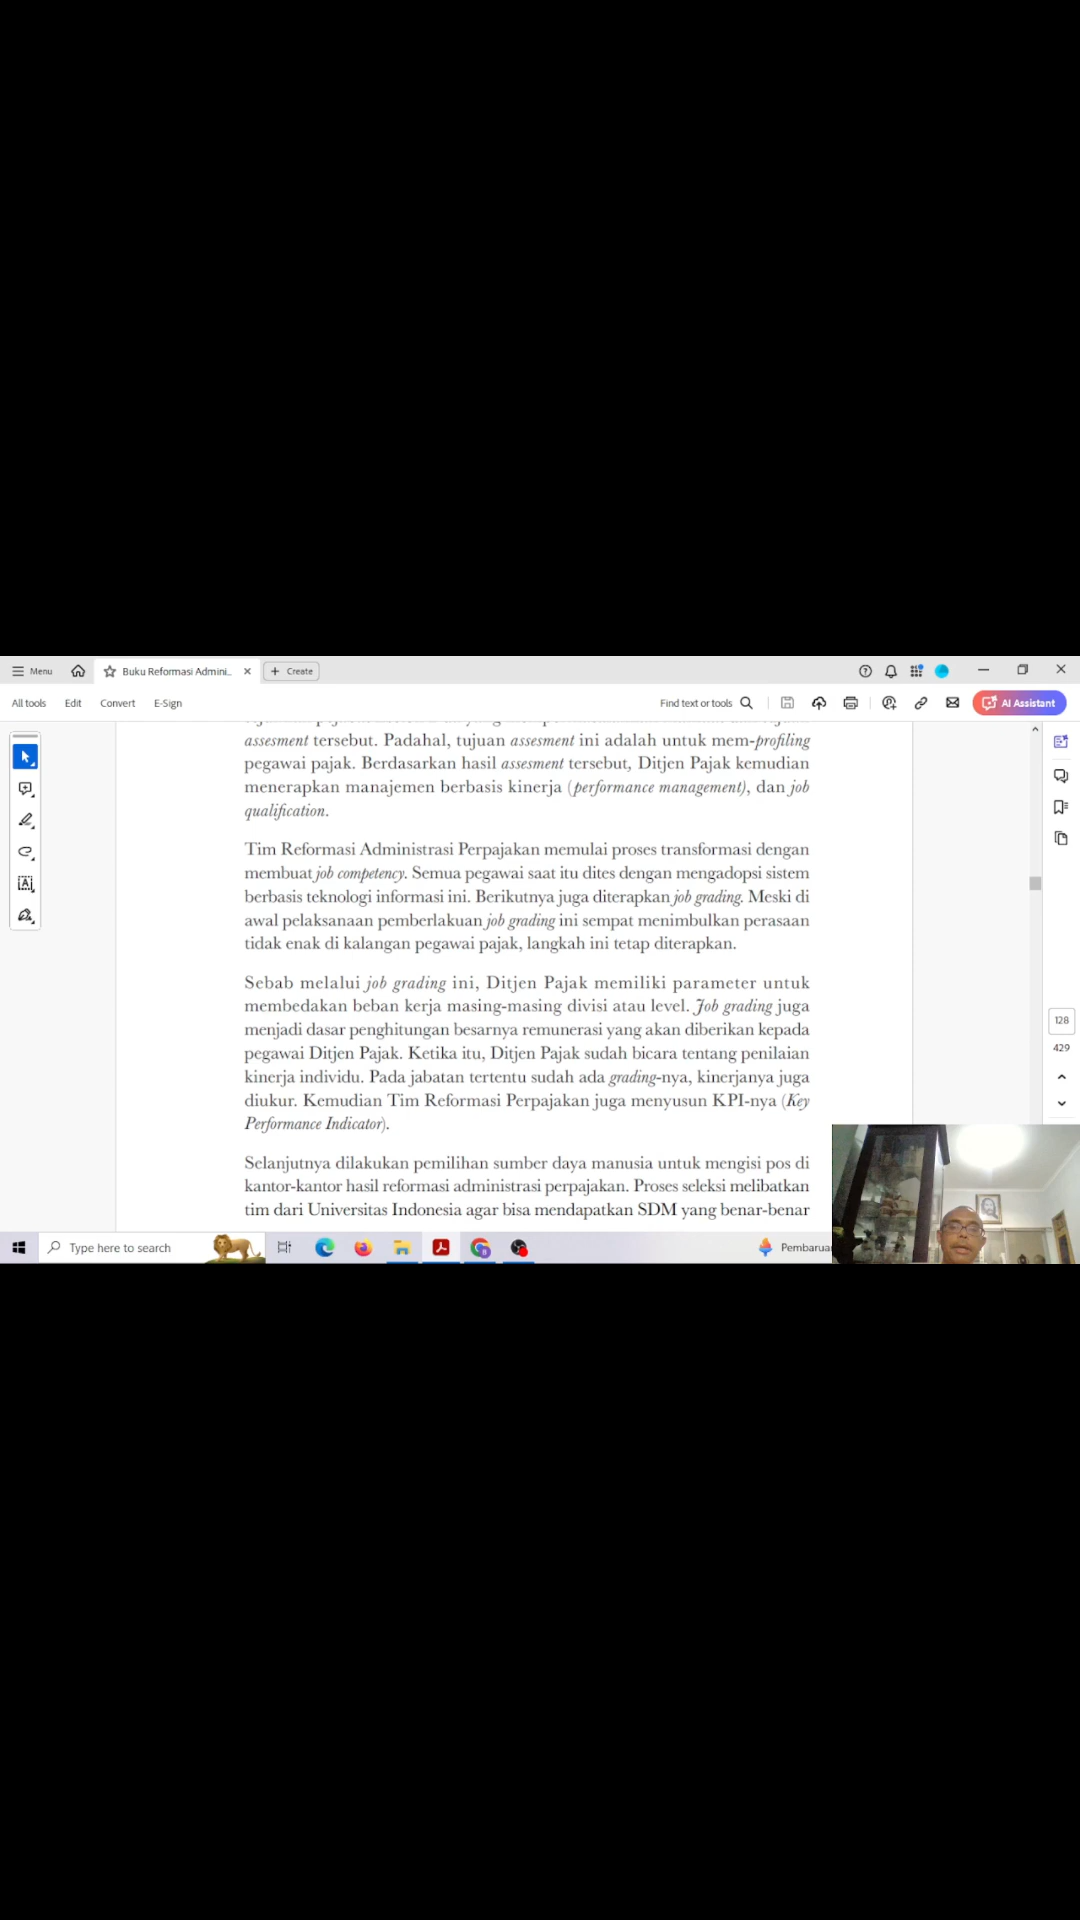 Menu
Buku Reformasi Admini...
Create
All tools
Edit
Convert
E-Sign
Find text or tools
AI Assistant
assesment tersebut. Padahal, tujuan assesment ini adalah untuk mem-profiling
pegawai pajak. Berdasarkan hasil assesment tersebut, Ditjen Pajak kemudian
menerapkan manajemen berbasis kinerja (performance management), dan job
qualification.
Tim Reformasi Administrasi Perpajakan memulai proses transformasi dengan
membuat job competency. Semua pegawai saat itu dites dengan mengadopsi sistem
berbasis teknologi informasi ini. Berikutnya juga diterapkan job grading. Meski di
awal pelaksanaan pemberlakuan job grading ini sempat menimbulkan perasaan
tidak enak di kalangan pegawai pajak, langkah ini tetap diterapkan.
Sebab melalui job grading ini, Ditjen Pajak memiliki parameter untuk
membedakan beban kerja masing-masing divisi atau level. Job grading juga
menjadi dasar penghitungan besarnya remunerasi yang akan diberikan kepada
pegawai Ditjen Pajak. Ketika itu, Ditjen Pajak sudah bicara tentang penilaian
kinerja individu. Pada jabatan tertentu sudah ada grading-nya, kinerjanya juga
diukur. Kemudian Tim Reformasi Perpajakan juga menyusun KPI-nya (Key
Performance Indicator).
Selanjutnya dilakukan pemilihan sumber daya manusia untuk mengisi pos di
kantor-kantor hasil reformasi administrasi perpajakan. Proses seleksi melibatkan
tim dari Universitas Indonesia agar bisa mendapatkan SDM yang benar-benar
128
429
Type here to search
Pembarua